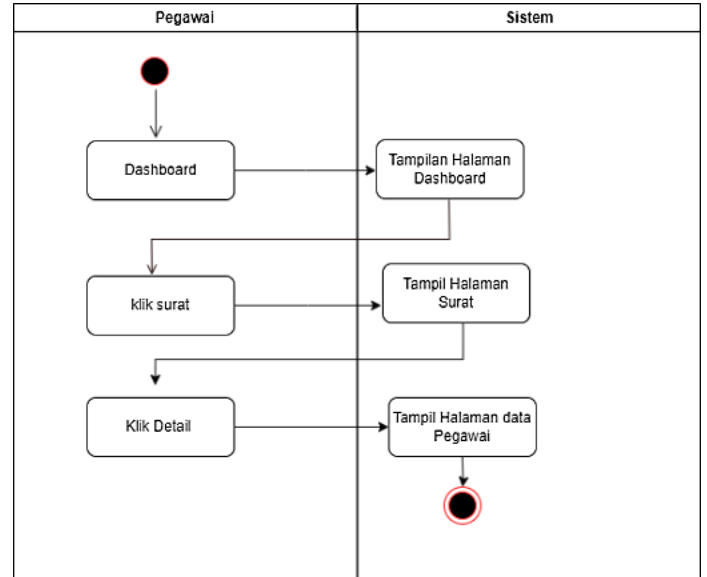 Pegawai
Sistem
Dashboard
Tampilan Halaman
Dashboard
klik surat
Tampil Halaman
Surat
Klik Detail
Tampil Halaman data
Pegawai